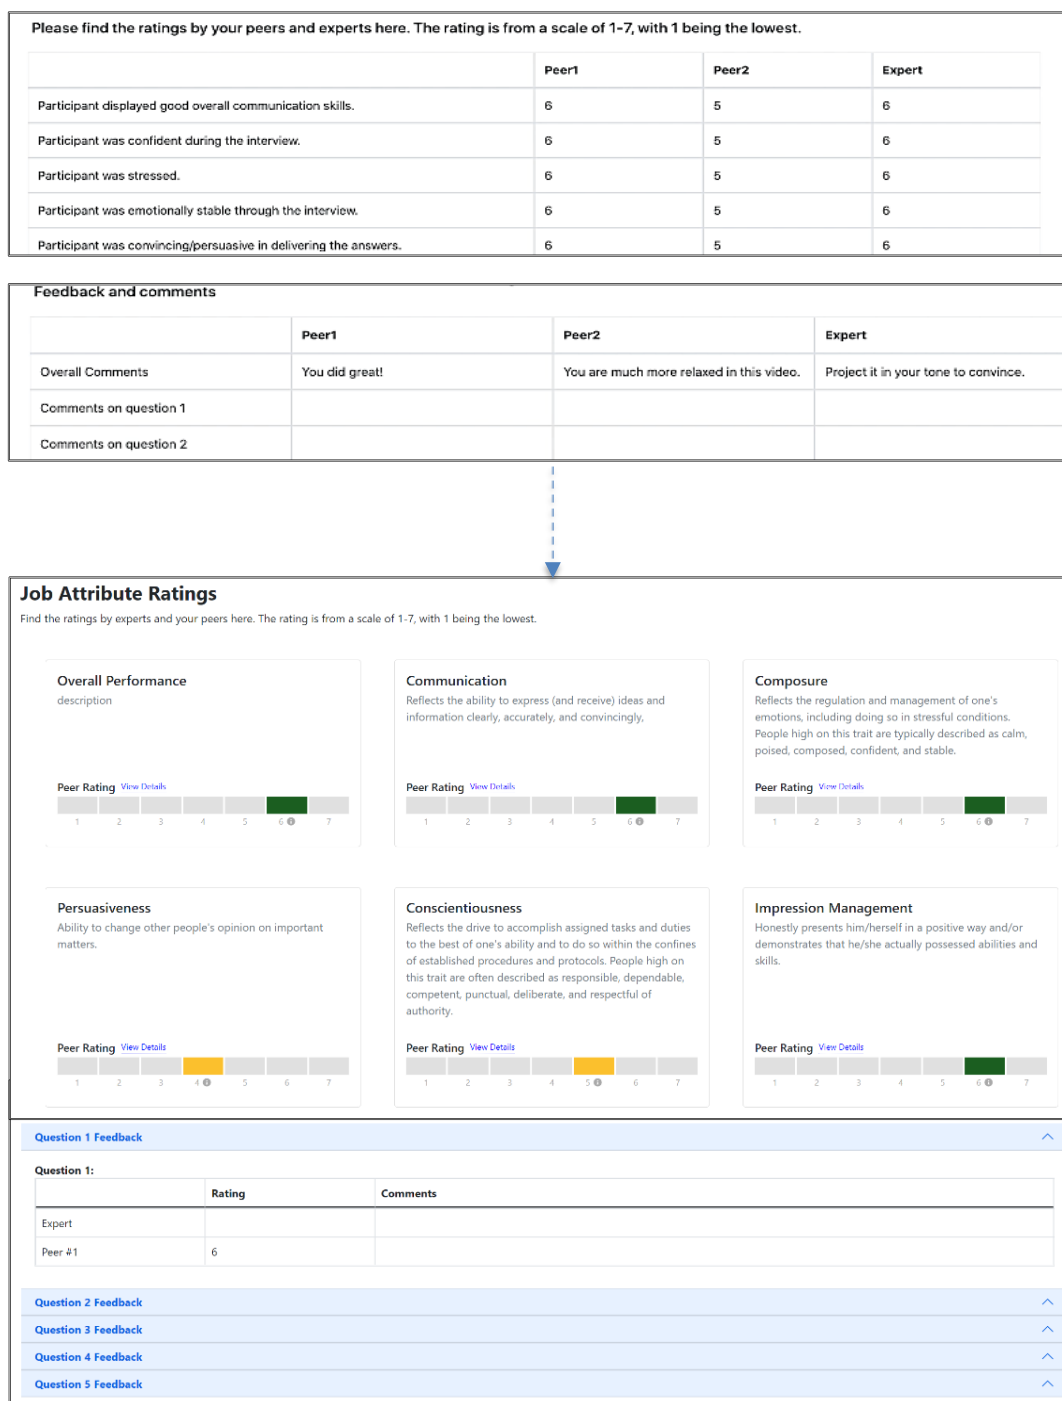 Please find the ratings by your peers and experts here. The rating is from a scale of 1-7, with 1 being the lowest.
Peer1 Peer2 Expert
Participant displayed good overall communication skills. 6 5 6
Participant was confident during the interview. 6 5 6
Participant was stressed. 6 5 6
Participant was emotionally stable through the interview. 6 5 6
Participant was convincing/persuasive in delivering the answers. 6 5 6
Feedback and comments
Peer1 Peer2 Expert
Overall Comments You did great! You are much more relaxed in this video. Project it in your tone to convince.
Comments on question 1
Comments on question 2
Job Attribute Ratings
Find the ratings by experts and your peers here. The rating is from a scale of 1-7, with 1 being the lowest.
Overall Performance
description
Peer Rating View Details
1 2 3 4 5 6 7
Communication
Reflects the ability to express (and receive) ideas and
information clearly, accurately, and convincingly,
Peer Rating View Details
1 2 3 4 5 6 7
Composure
Reflects the regulation and management of one's
emotions, including doing so in stressful conditions.
People high on this trait are typically described as calm,
poised, composed, confident, and stable.
Peer Rating View Details
1 2 3 4 5 6 7
Persuasiveness
Ability to change other people's opinion on important
matters.
Peer Rating View Details
1 2 3 4 5 6 7
Conscientiousness
Reflects the drive to accomplish assigned tasks and duties
to the best of one's ability and to do so within the confines
of established procedures and protocols. People high on
this trait are often described as responsible, dependable,
competent, punctual, deliberate, and respectful of
authority.
Peer Rating View Details
1 2 3 4 5 6 7
Impression Management
Honestly presents him/herself in a positive way and/or
demonstrates that he/she actually possessed abilities and
skills.
Peer Rating View Details
1 2 3 4 5 6 7
Question 1 Feedback
Question 1:
Rating Comments
Expert
Peer #1 6
Question 2 Feedback
Question 3 Feedback
Question 4 Feedback
Question 5 Feedback